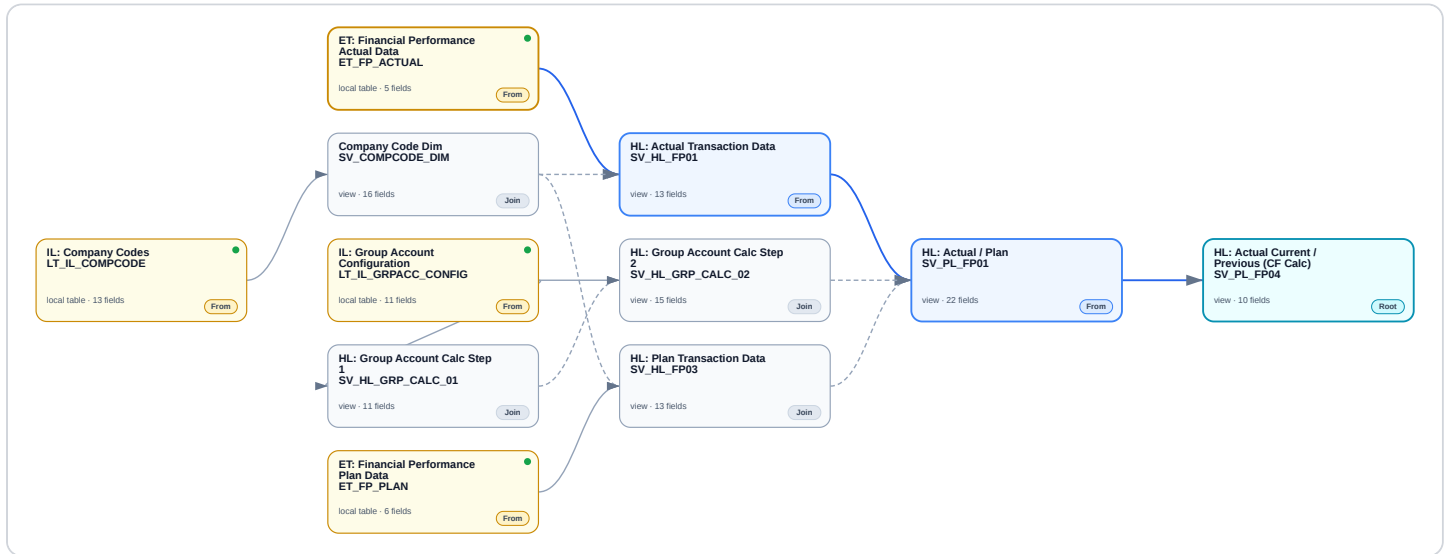 ET: Financial Performance
Actual Data
ET_FP_ACTUAL
local table · 5 fields
From
Company Code Dim
SV_COMPCODE_DIM
view · 16 fields
Join
HL: Actual Transaction Data
SV_HL_FP01
view · 13 fields
From
IL: Company Codes
LT_IL_COMPCODE
local table · 13 fields
From
IL: Group Account
Configuration
LT_IL_GRPACC_CONFIG
local table · 11 fields
From
HL: Group Account Calc Step
2
SV_HL_GRP_CALC_02
view · 15 fields
Join
HL: Actual / Plan
SV_PL_FP01
view · 22 fields
From
HL: Actual Current /
Previous (CF Calc)
SV_PL_FP04
view · 10 fields
Root
HL: Group Account Calc Step
1
SV_HL_GRP_CALC_01
view · 11 fields
Join
HL: Plan Transaction Data
SV_HL_FP03
view · 13 fields
Join
ET: Financial Performance
Plan Data
ET_FP_PLAN
local table · 6 fields
From